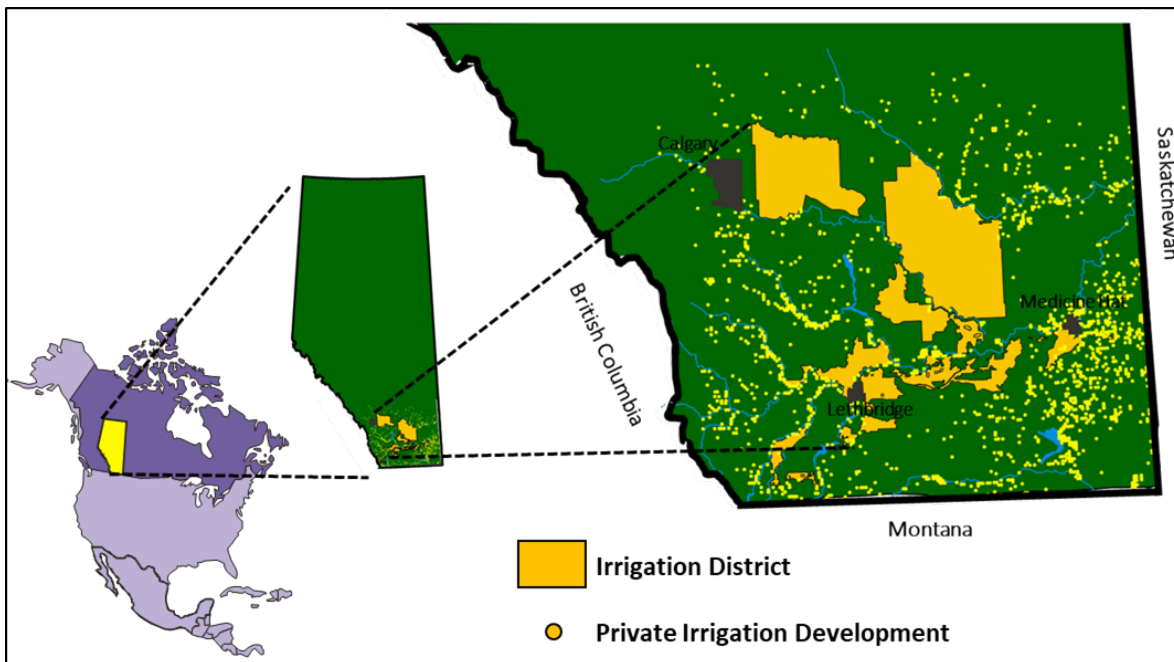 Calgary
Saskatchewan
British Columbia
Medicine Hat
Lethbridge
Montana
Irrigation District
Private Irrigation Development